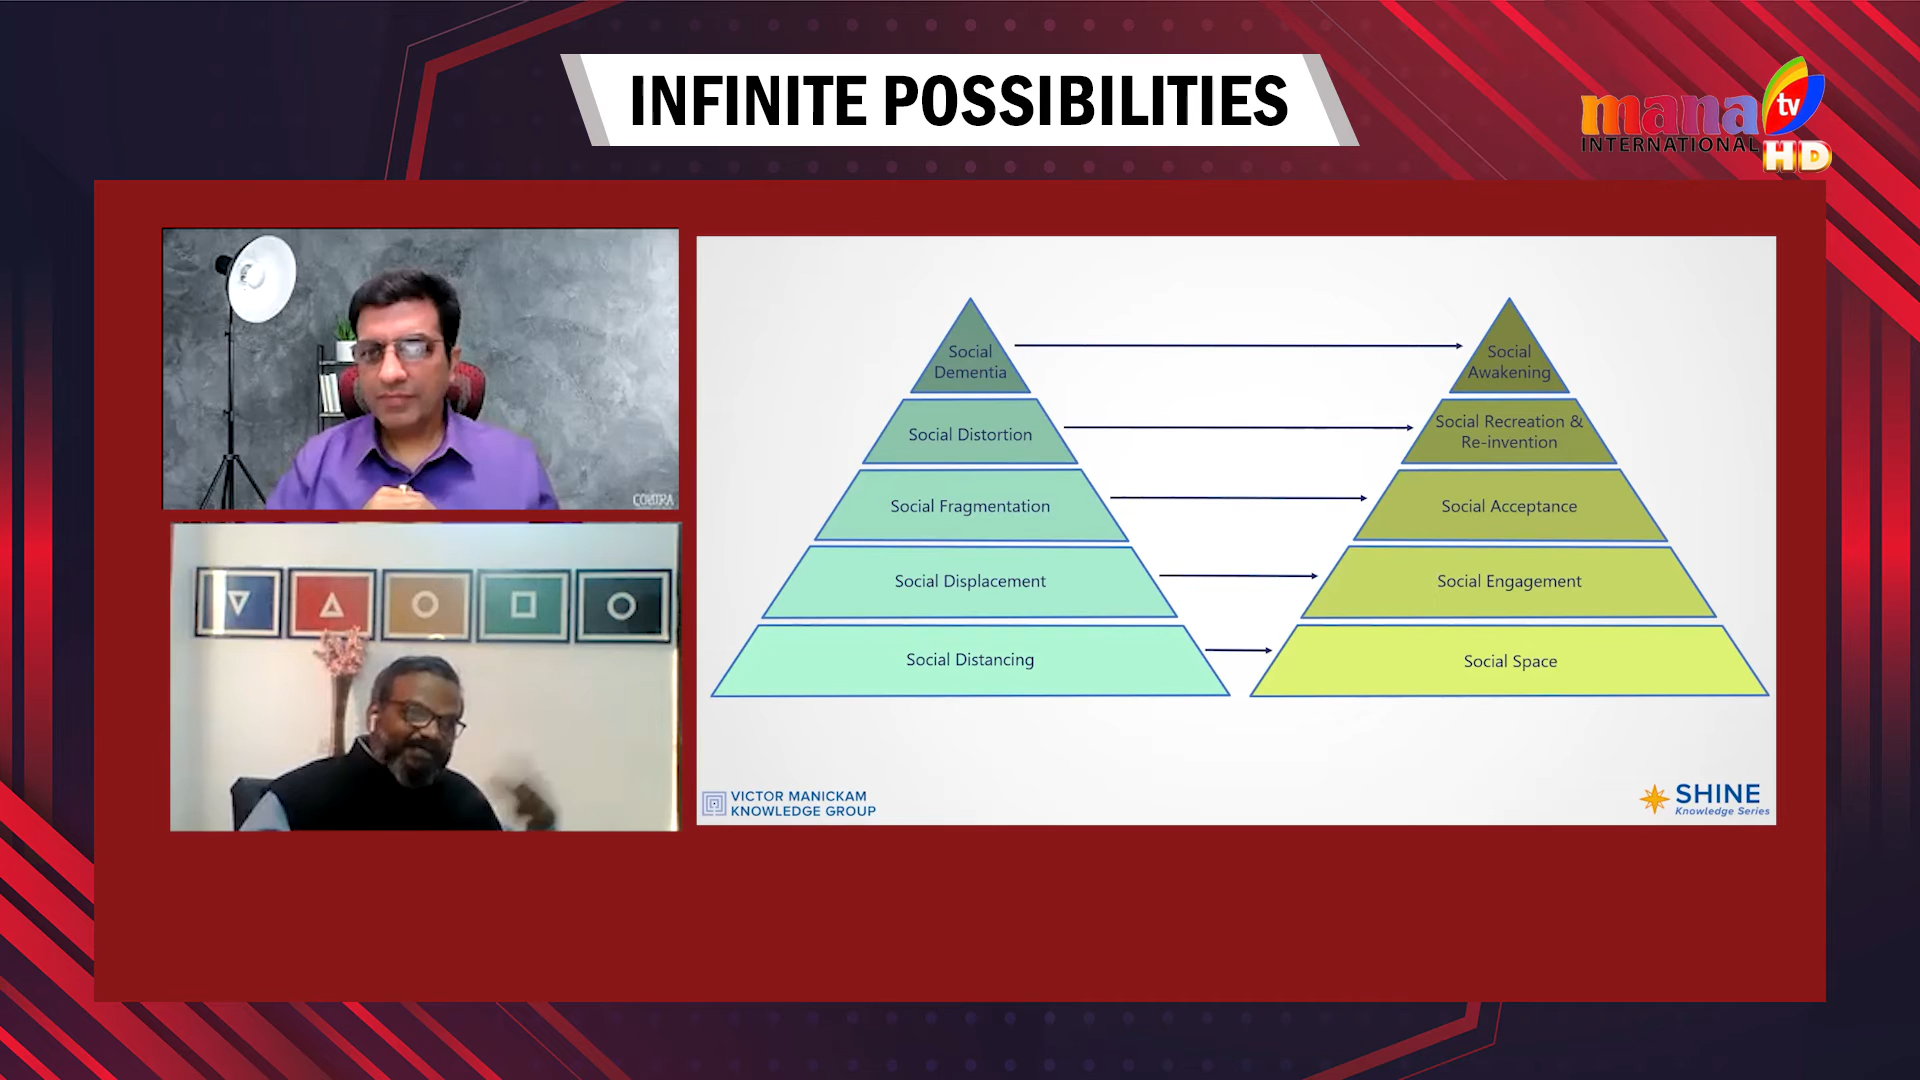 INFINITE POSSIBILITIES
mana tv
INTERNATIONAL
HD
Social
Dementia
Social Distortion
Social Fragmentation
Social Displacement
Social Distancing
Social
Awakening
Social Recreation &
Re-invention
Social Acceptance
Social Engagement
Social Space
VICTOR MANICKAM
KNOWLEDGE GROUP
SHINE
Knowledge Series